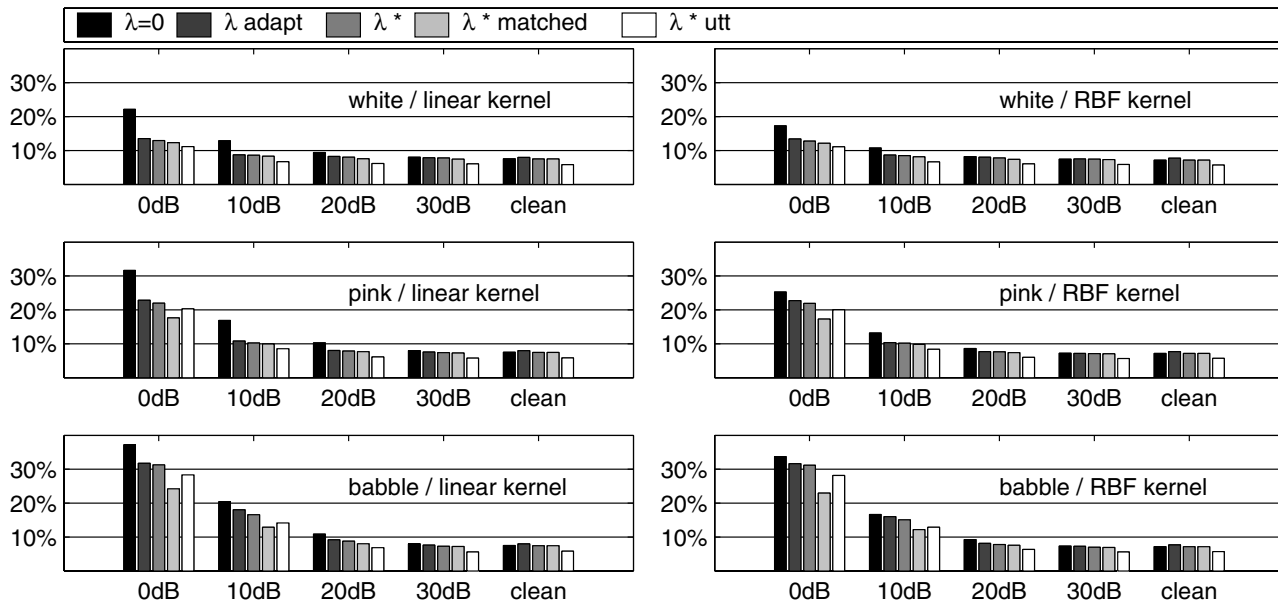 λ=0 λ adapt λ * λ * matched λ * utt
30%
20%
10%
white / linear kernel
0dB 10dB 20dB 30dB clean
30%
20%
10%
white / RBF kernel
0dB 10dB 20dB 30dB clean
30%
20%
10%
pink / linear kernel
0dB 10dB 20dB 30dB clean
30%
20%
10%
pink / RBF kernel
0dB 10dB 20dB 30dB clean
30%
20%
10%
babble / linear kernel
0dB 10dB 20dB 30dB clean
30%
20%
10%
babble / RBF kernel
0dB 10dB 20dB 30dB clean